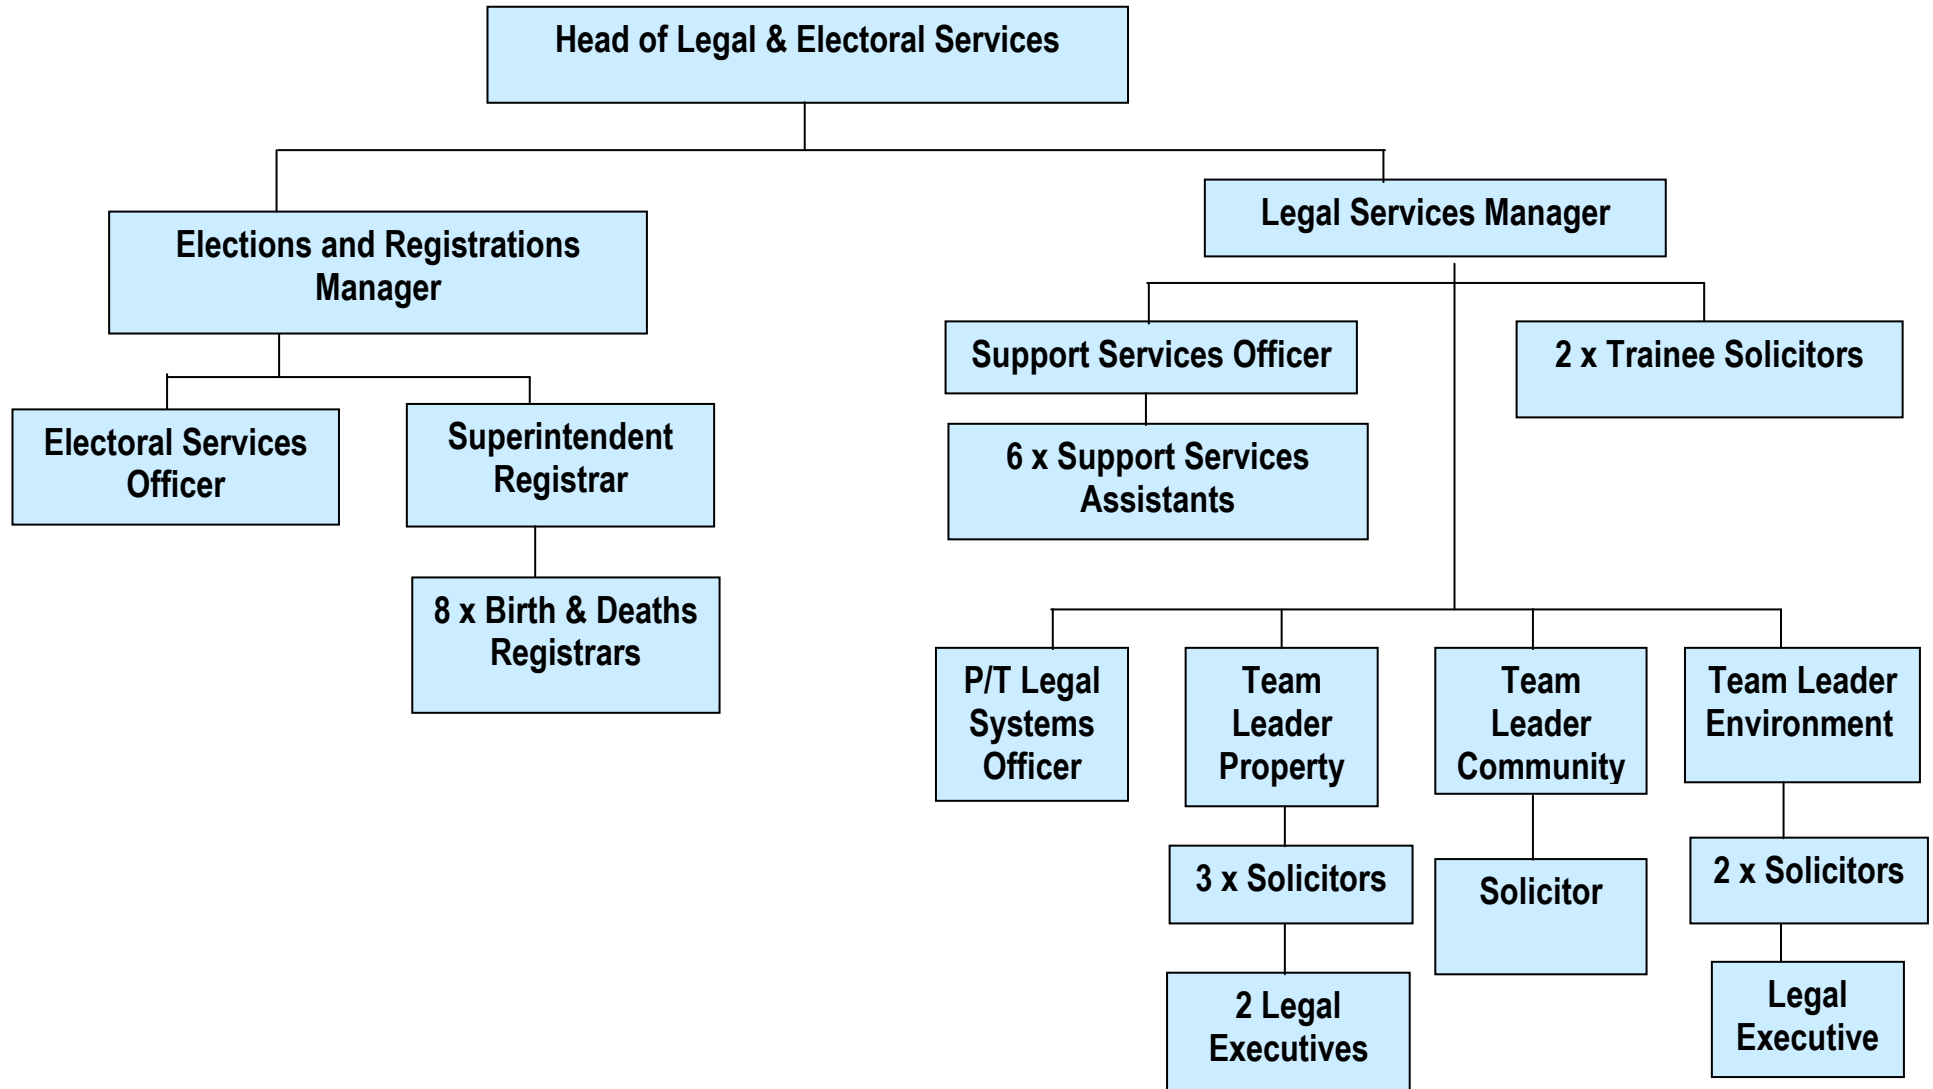 Head of Legal & Electoral Services
Legal Services Manager
Elections and Registrations
Manager
Support Services Officer
2 x Trainee Solicitors
Electoral Services
Officer
Superintendent
Registrar
6 x Support Services
Assistants
8 x Birth & Deaths
Registrars
P/T Legal
Systems
Officer
Team
Leader
Property
Team
Leader
Community
Team Leader
Environment
3 x Solicitors
Solicitor
2 x Solicitors
2 Legal
Executives
Legal
Executive